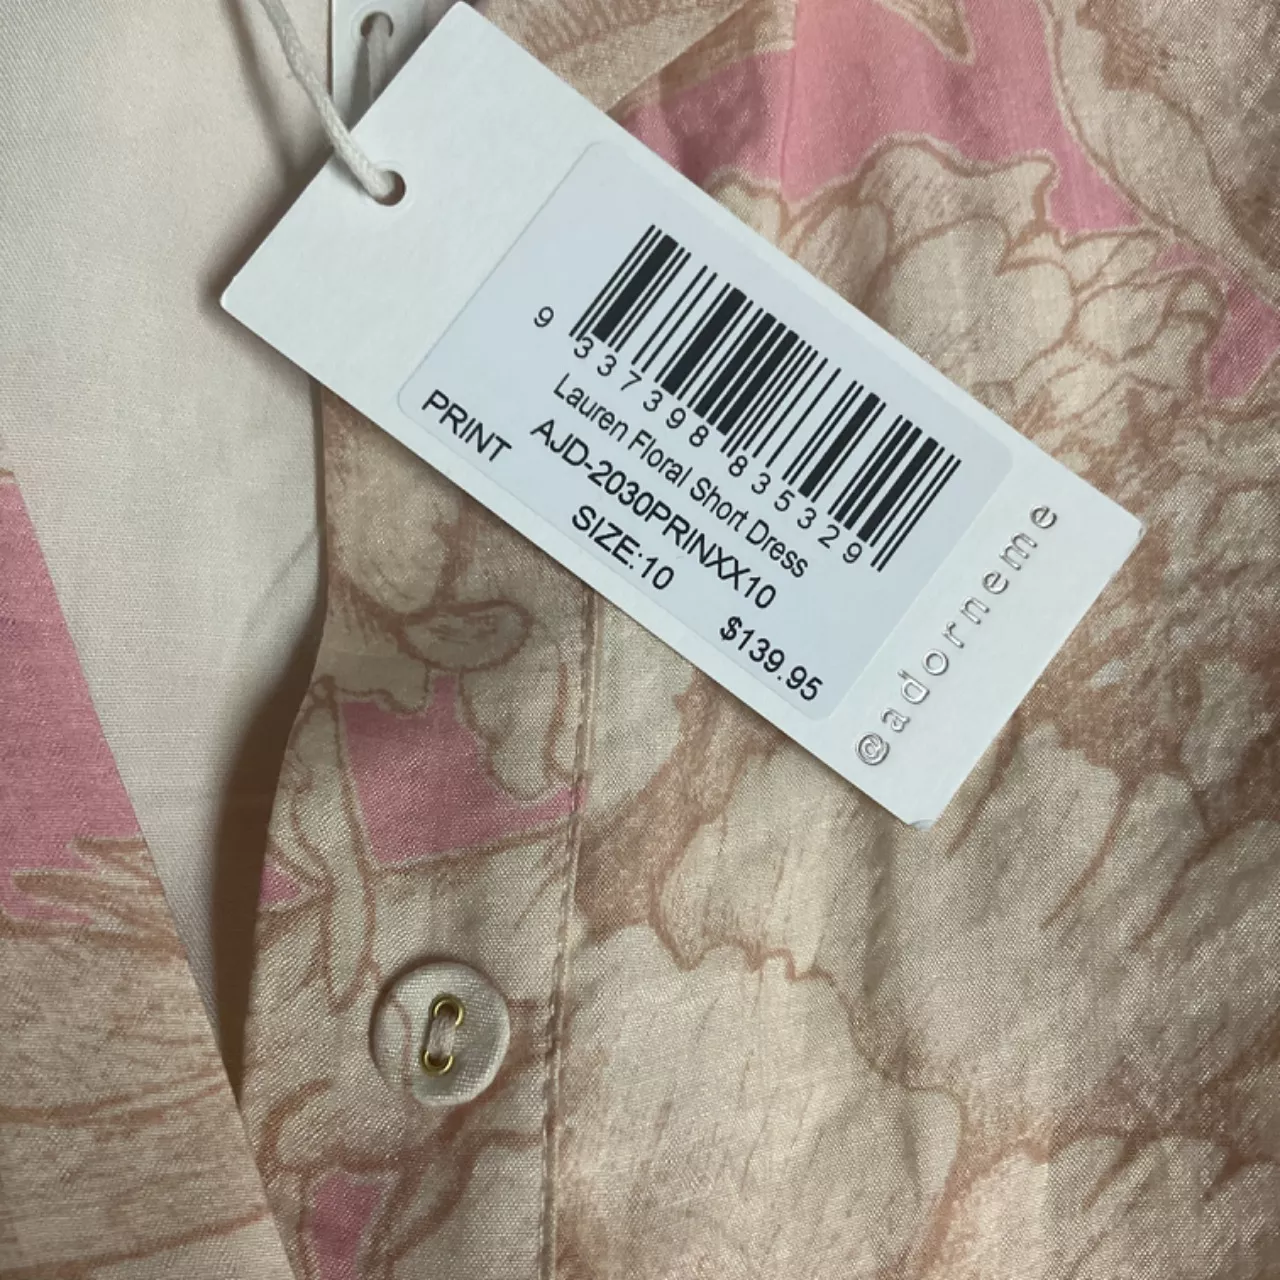 9 337398 835329
Lauren Floral Short Dress
AJD-2030PRINXX10
PRINT
SIZE:10
$139.95
@adorneme